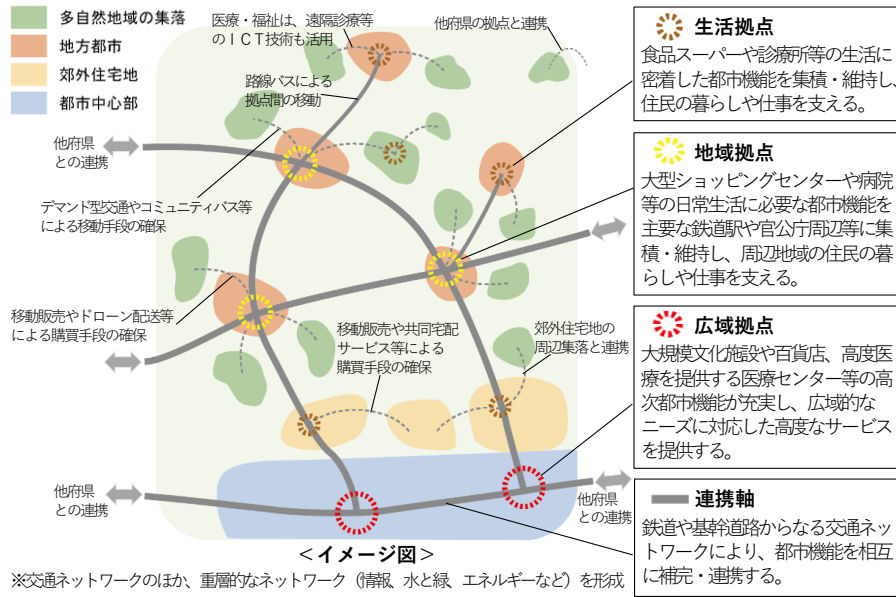 多自然地域の集落
地方都市
郊外住宅地
都市中心部
医療・福祉は、遠隔診療等
のＩＣＴ技術も活用
他府県の拠点と連携
路線バスによる
拠点間の移動
他府県
との連携
デマンド型交通やコミュニティバス等
による移動手段の確保
移動販売やドローン配送等
による購買手段の確保
移動販売や共同宅配
サービス等による
購買手段の確保
郊外住宅地の
周辺集落と連携
他府県
との連携
他府県
との連携
＜イメージ図＞
※交通ネットワークのほか、重層的なネットワーク（情報、水と緑、エネルギーなど）を形成
生活拠点
食品スーパーや診療所等の生活に
密着した都市機能を集積・維持し、
住民の暮らしや仕事を支える。
地域拠点
大型ショッピングセンターや病院
等の日常生活に必要な都市機能を
主要な鉄道駅や官公庁周辺等に集
積・維持し、周辺地域の住民の暮
らしや仕事を支える。
広域拠点
大規模文化施設や百貨店、高度医
療を提供する医療センター等の高
次都市機能が充実し、広域的な
ニーズに対応した高度なサービス
を提供する。
連携軸
鉄道や基幹道路からなる交通ネッ
トワークにより、都市機能を相互
に補完・連携する。